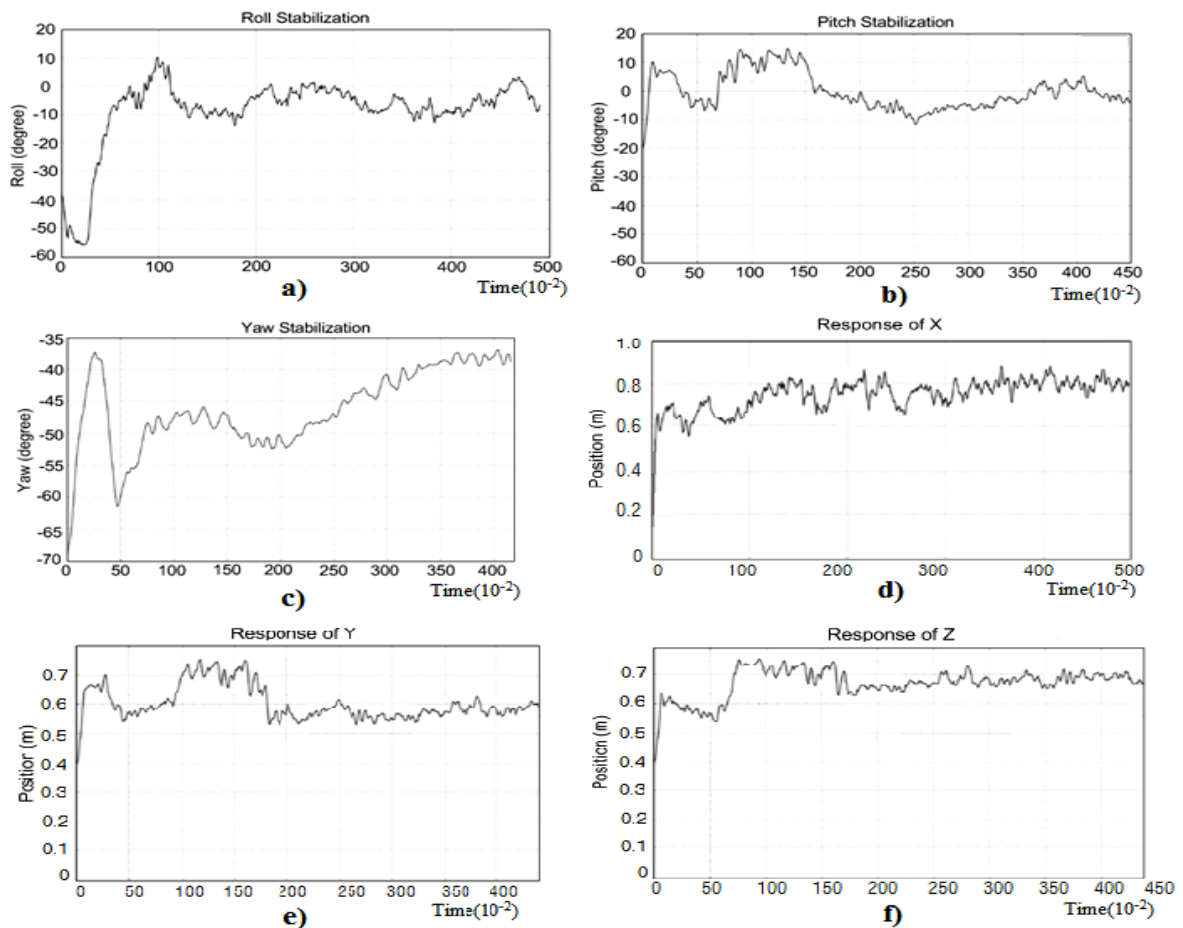 Roll Stabilization
20
10
0
-10
-20
-30
-40
-50
-60
Roll (degree)
0 100 200 300 400 500
a) Time(10⁻²)
Pitch Stabilization
20
10
0
-10
-20
-30
-40
-50
-60
Pitch (degree)
0 50 100 150 200 250 300 350 400 450
b) Time(10⁻²)
Yaw Stabilization
-35
-40
-50
-55
-60
-65
-70
Yaw (degree)
0 50 100 150 200 250 300 350 400
c) Time(10⁻²)
Response of X
1.0
0.8
0.6
0.4
0.2
0
Position (m)
0 100 200 300 400 500
d) Time(10⁻²)
Response of Y
0.7
0.6
0.5
0.4
0.3
0.2
0.1
0
Position (m)
0 50 100 150 200 250 300 350 400
e) Time(10⁻²)
Response of Z
0.7
0.6
0.5
0.4
0.3
0.2
0.1
0
Position (m)
0 50 100 150 200 250 300 350 400 450
f) Time(10⁻²)